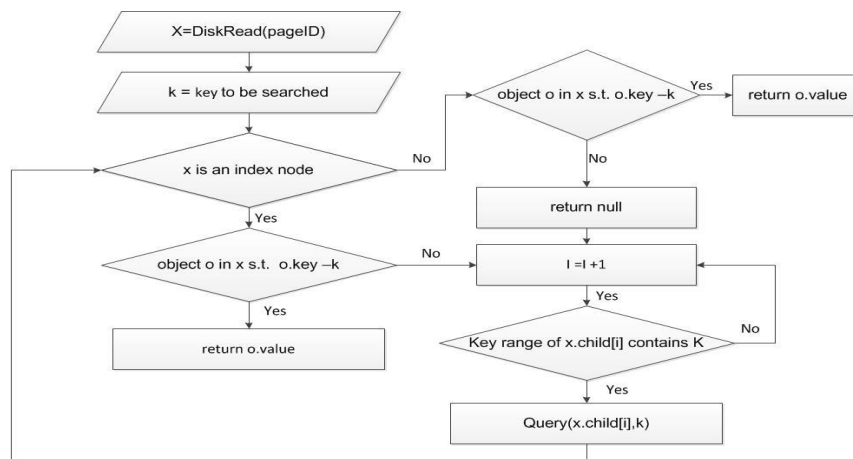 X=DiskRead(pageID)
k = key to be searched
x is an index node
No
Yes
object o in x s.t. o.key –k
No
Yes
return o.value
object o in x s.t. o.key –k
Yes
return o.value
No
return null
I =I +1
Yes
Key range of x.child[i] contains K
No
Yes
Query(x.child[i],k)